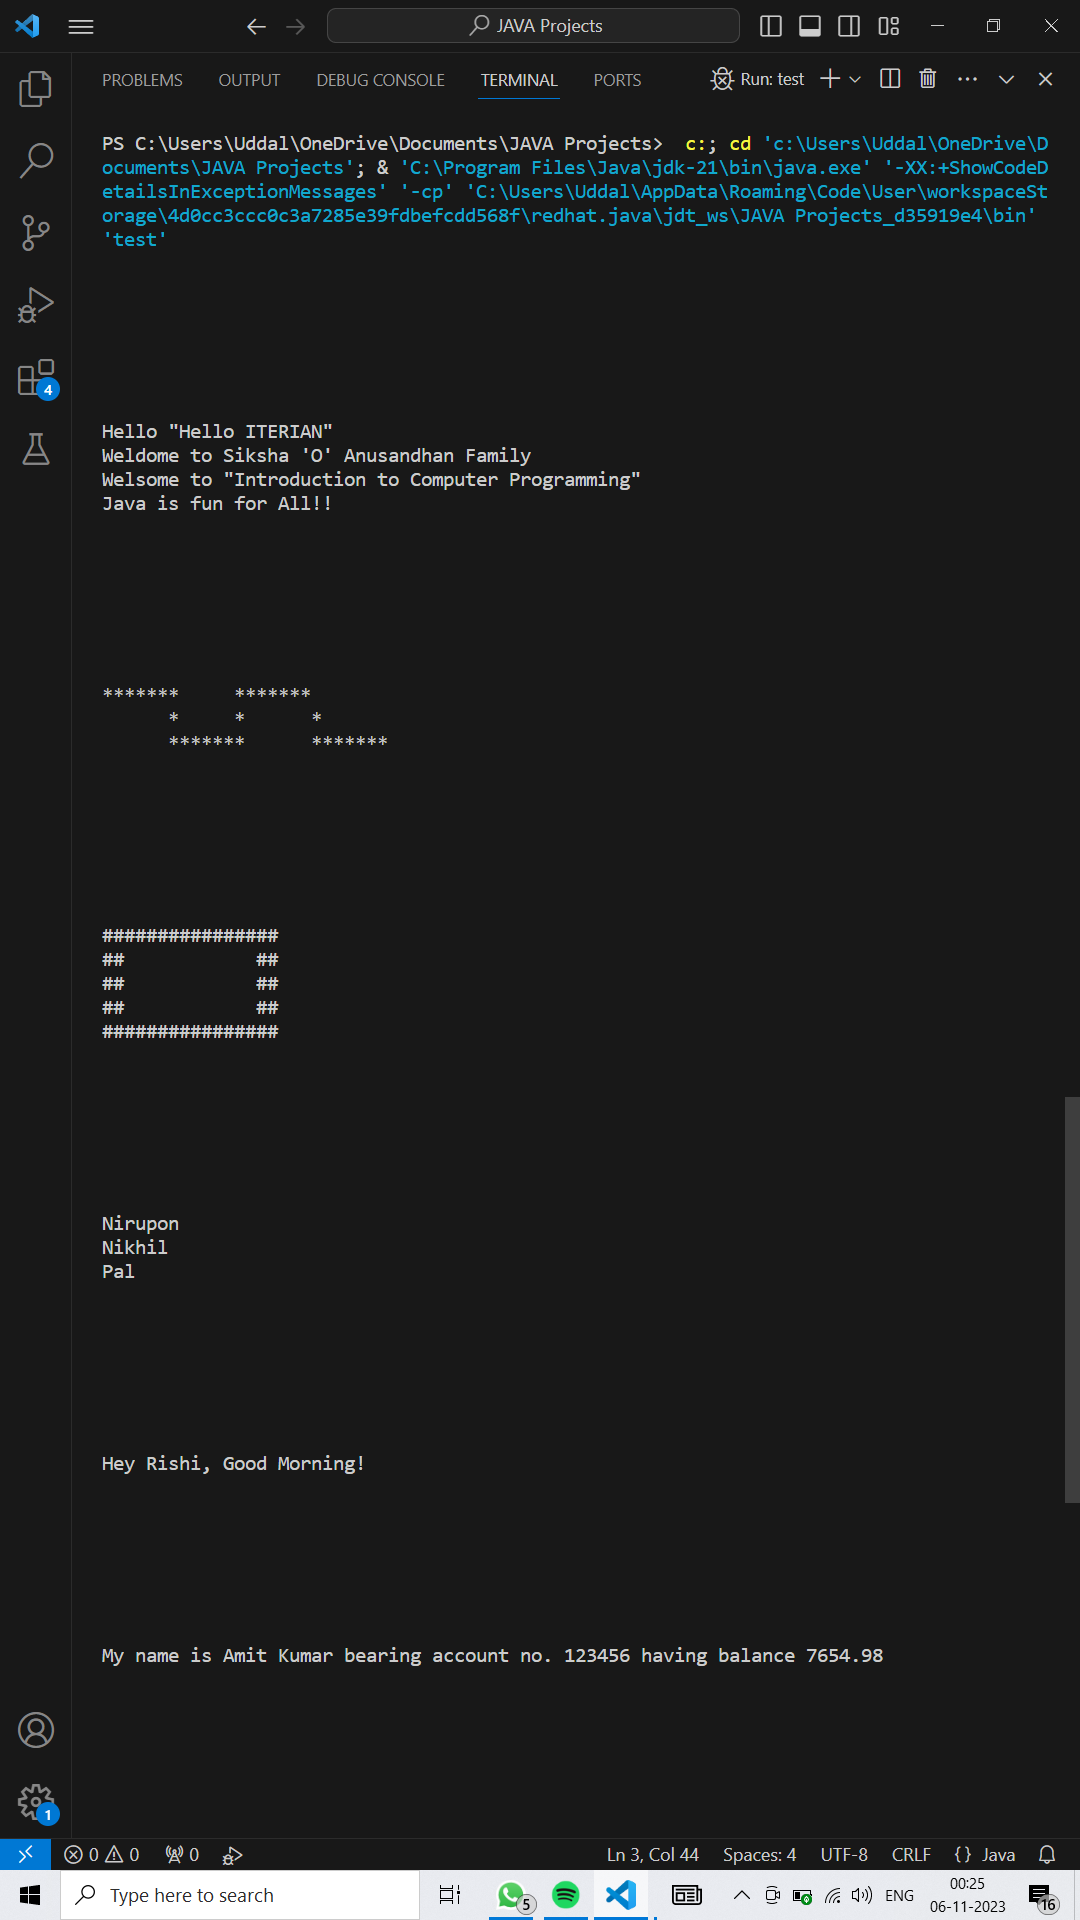 JAVA Projects
PROBLEMS OUTPUT DEBUG CONSOLE TERMINAL PORTS Run: test
PS C:\Users\Uddal\OneDrive\Documents\JAVA Projects>  c:; cd 'c:\Users\Uddal\OneDrive\D
ocuments\JAVA Projects'; & 'C:\Program Files\Java\jdk-21\bin\java.exe' '-XX:+ShowCodeD
etailsInExceptionMessages' '-cp' 'C:\Users\Uddal\AppData\Roaming\Code\User\workspaceSt
orage\4d0cc3ccc0c3a7285e39fdbefcdd568f\redhat.java\jdt_ws\JAVA Projects_d35919e4\bin'
'test'
4
Hello "Hello ITERIAN"
Weldome to Siksha 'O' Anusandhan Family
Welsome to "Introduction to Computer Programming"
Java is fun for All!!
*******     *******
      *     *      *
      *******      *******
################
##            ##
##            ##
##            ##
################
Nirupon
Nikhil
Pal
Hey Rishi, Good Morning!
My name is Amit Kumar bearing account no. 123456 having balance 7654.98
1
0 0 0 Ln 3, Col 44 Spaces: 4 UTF-8 CRLF {} Java
Type here to search 5 ENG 00:25
06-11-2023 16